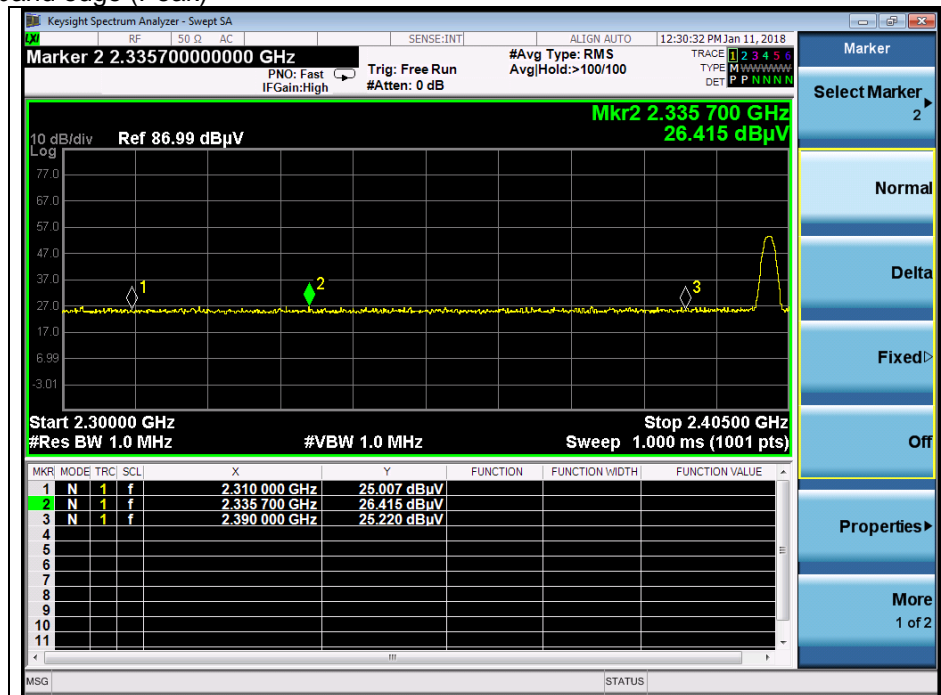 Keysight Spectrum Analyzer - Swept SA
LXI RF 50 Ω AC SENSE:INT ALIGN AUTO 12:30:32 PM Jan 11, 2018
Marker 2 2.335700000000 GHz
PNO: Fast
IFGain:High
Trig: Free Run
#Atten: 0 dB
#Avg Type: RMS
Avg|Hold:>100/100
TRACE 1 2 3 4 5 6
TYPE M WWWWW
DET P P N N N N
Mkr2 2.335 700 GHz
26.415 dBµV
10 dB/div Ref 86.99 dBµV
Log
77.0
67.0
57.0
47.0
37.0
27.0
17.0
6.99
-3.01
1
2
3
Start 2.30000 GHz Stop 2.40500 GHz
#Res BW 1.0 MHz #VBW 1.0 MHz Sweep 1.000 ms (1001 pts)
MKR MODE TRC SCL X Y FUNCTION FUNCTION WIDTH FUNCTION VALUE
1 N 1 f 2.310 000 GHz 25.007 dBµV
2 N 1 f 2.335 700 GHz 26.415 dBµV
3 N 1 f 2.390 000 GHz 25.220 dBµV
4
5
6
7
8
9
10
11
MSG STATUS
Marker
Select Marker
2
Normal
Delta
Fixed
Off
Properties
More
1 of 2